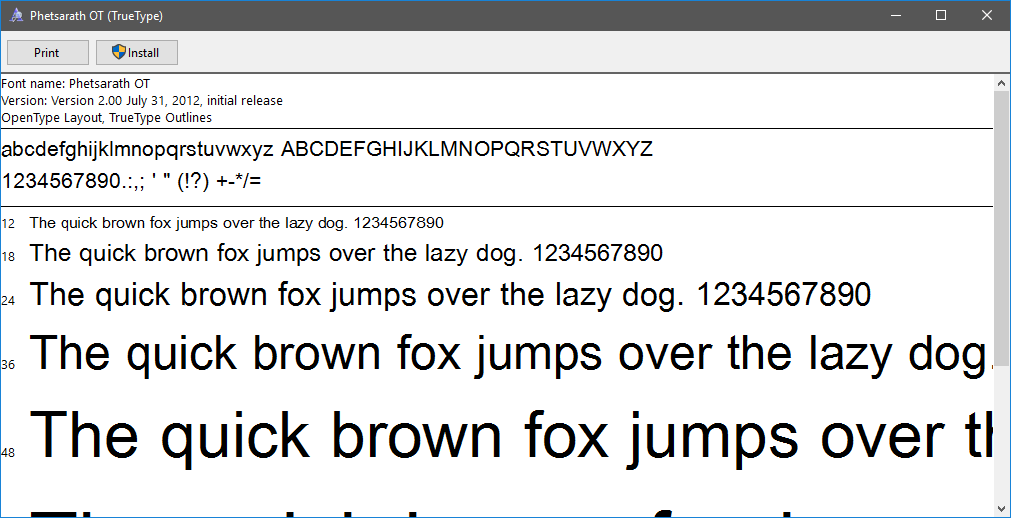 Phetsarath OT (TrueType)
Print Install
Font name: Phetsarath OT
Version: Version 2.00 July 31, 2012, initial release
OpenType Layout, TrueType Outlines
abcdefghijklmnopqrstuvwxyz ABCDEFGHIJKLMNOPQRSTUVWXYZ
1234567890.:,; ' " (!?) +-*/=
12 The quick brown fox jumps over the lazy dog. 1234567890
18 The quick brown fox jumps over the lazy dog. 1234567890
24 The quick brown fox jumps over the lazy dog. 1234567890
36 The quick brown fox jumps over the lazy dog.
48 The quick brown fox jumps over th